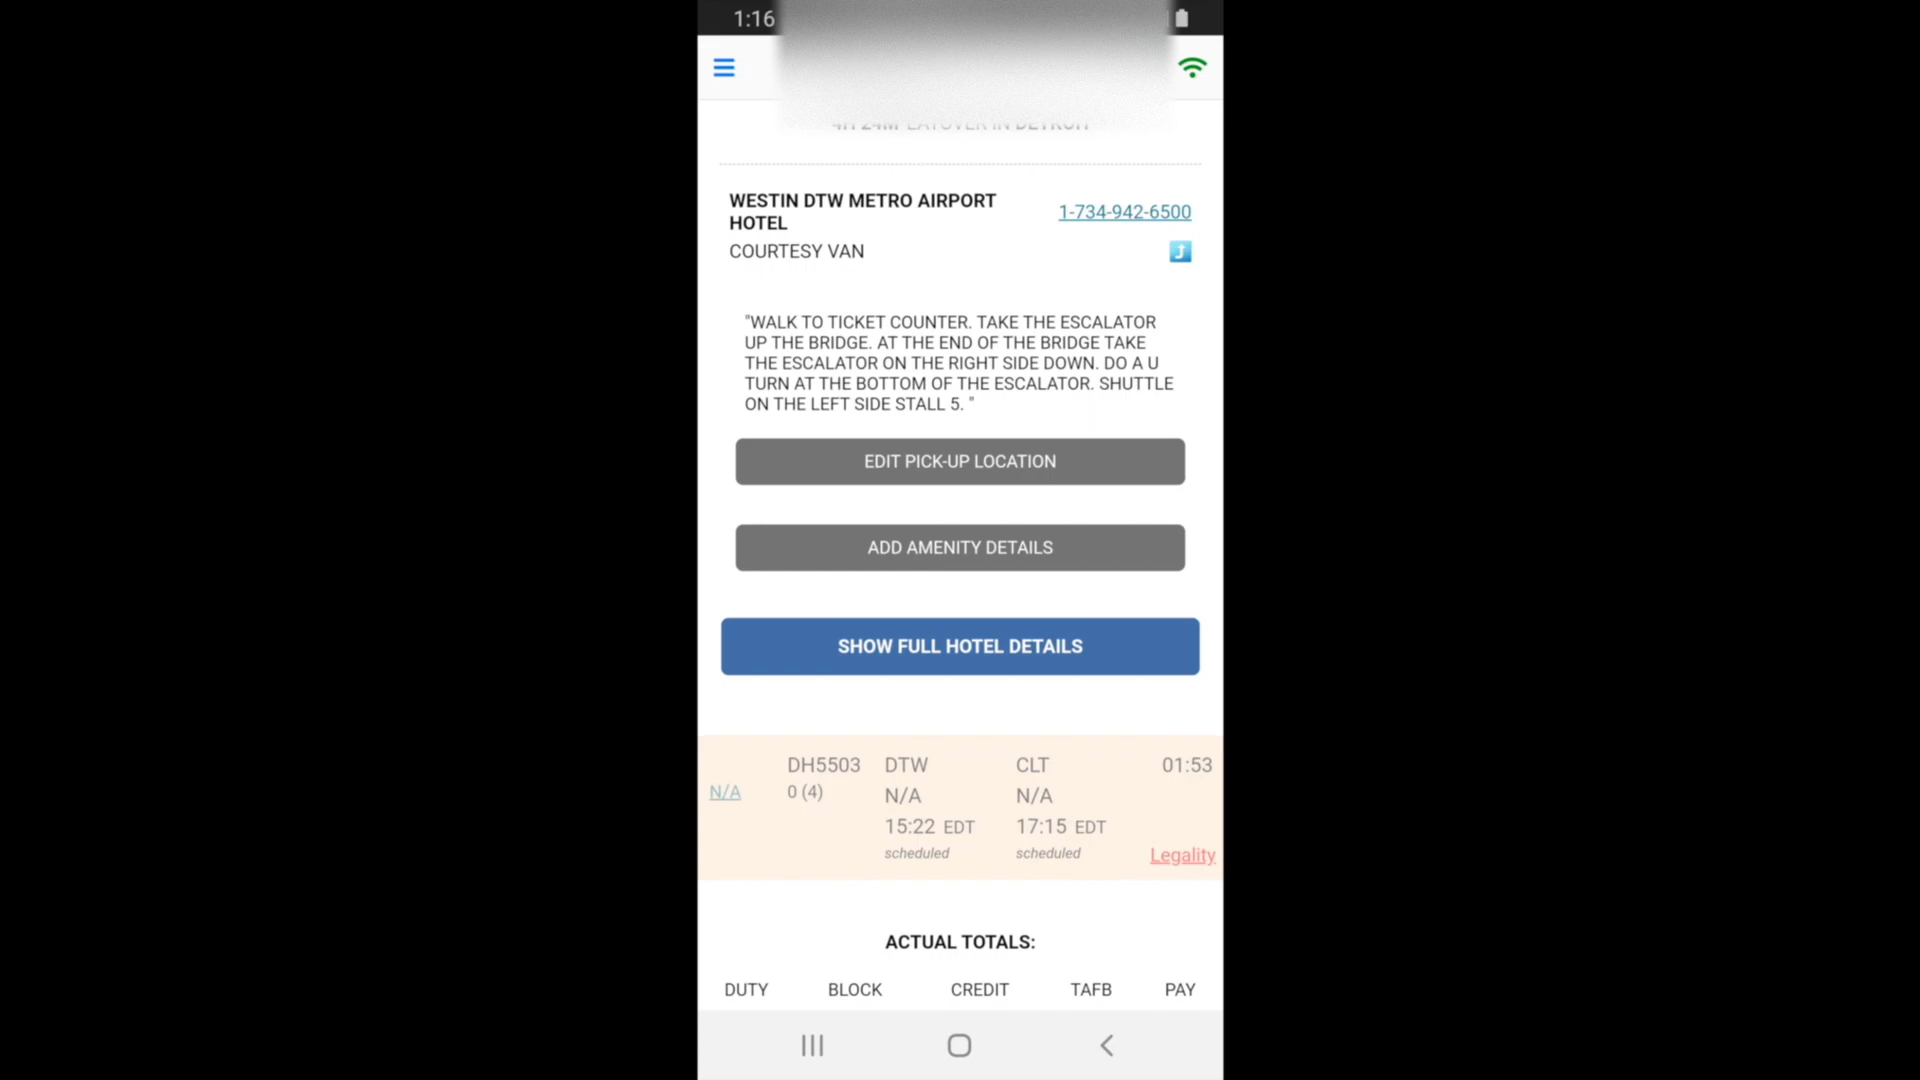 1:16
WESTIN DTW METRO AIRPORT
HOTEL
1-734-942-6500
COURTESY VAN
"WALK TO TICKET COUNTER. TAKE THE ESCALATOR
UP THE BRIDGE. AT THE END OF THE BRIDGE TAKE
THE ESCALATOR ON THE RIGHT SIDE DOWN. DO A U
TURN AT THE BOTTOM OF THE ESCALATOR. SHUTTLE
ON THE LEFT SIDE STALL 5. "
EDIT PICK-UP LOCATION
ADD AMENITY DETAILS
SHOW FULL HOTEL DETAILS
DH5503 DTW CLT 01:53
N/A 0 (4) N/A N/A
15:22 EDT 17:15 EDT
scheduled scheduled Legality
ACTUAL TOTALS:
DUTY BLOCK CREDIT TAFB PAY